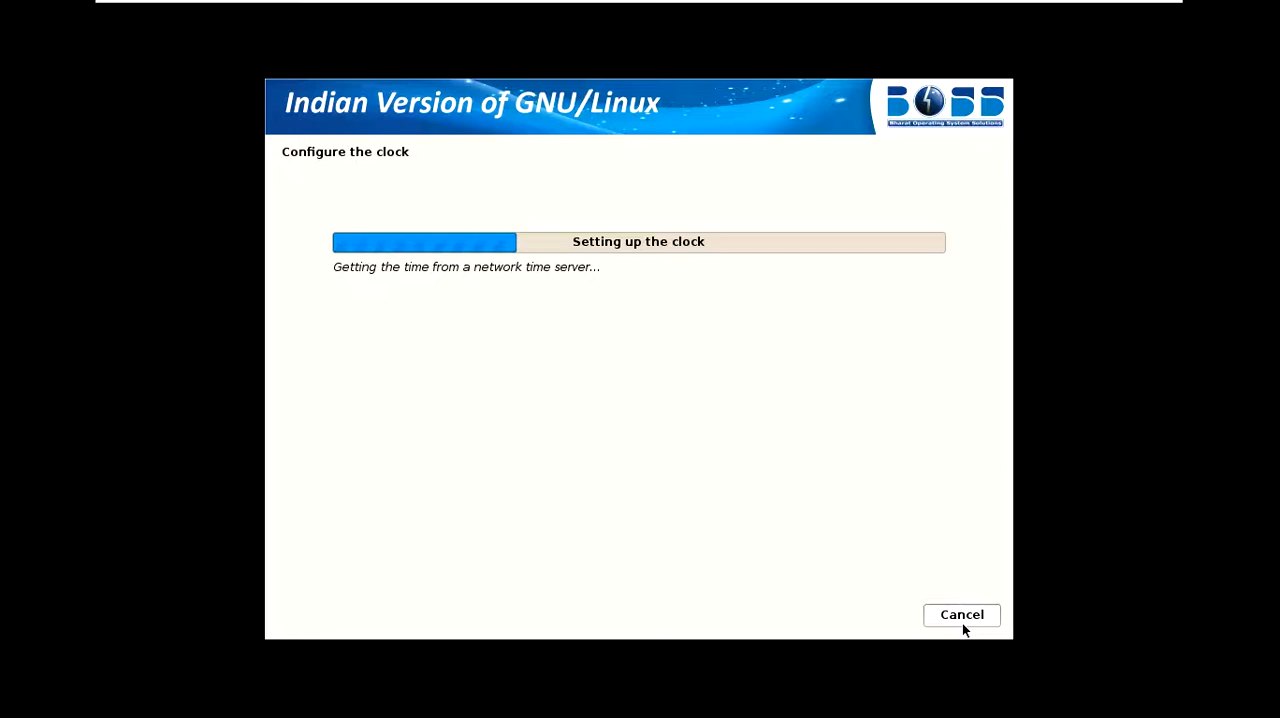 Indian Version of GNU/Linux
BOSS
Bharat Operating System Solutions
Configure the clock
Setting up the clock
Getting the time from a network time server...
Cancel